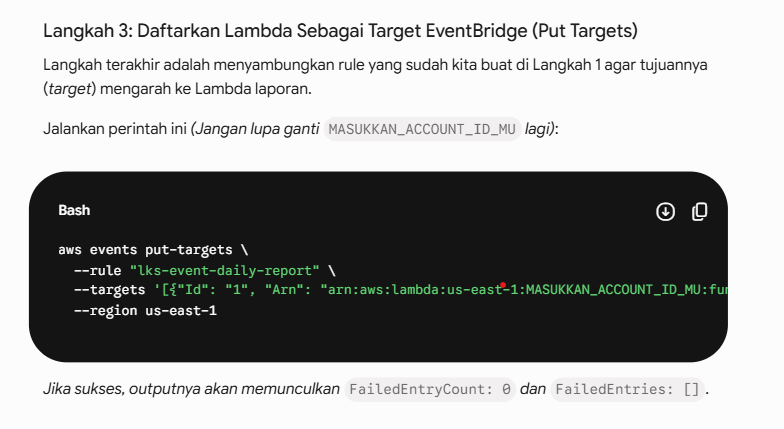 Langkah 3: Daftarkan Lambda Sebagai Target EventBridge (Put Targets)
Langkah terakhir adalah menyambungkan rule yang sudah kita buat di Langkah 1 agar tujuannya
(target) mengarah ke Lambda laporan.
Jalankan perintah ini (Jangan lupa ganti MASUKKAN_ACCOUNT_ID_MU lagi):
Bash
aws events put-targets \
--rule "lks-event-daily-report" \
--targets '[{"Id": "1", "Arn": "arn:aws:lambda:us-east-1:MASUKKAN_ACCOUNT_ID_MU:fun
--region us-east-1
Jika sukses, outputnya akan memunculkan FailedEntryCount: 0 dan FailedEntries: [].